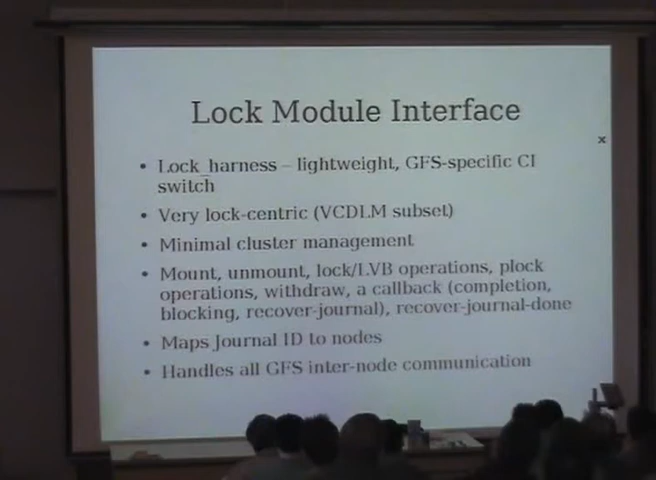 Lock Module Interface
• Lock_harness – lightweight, GFS-specific CI
switch
• Very lock-centric (VCDLM subset)
• Minimal cluster management
• Mount, unmount, lock/LVB operations, plock
operations, withdraw, a callback (completion,
blocking, recover-journal), recover-journal-done
• Maps Journal ID to nodes
• Handles all GFS inter-node communication